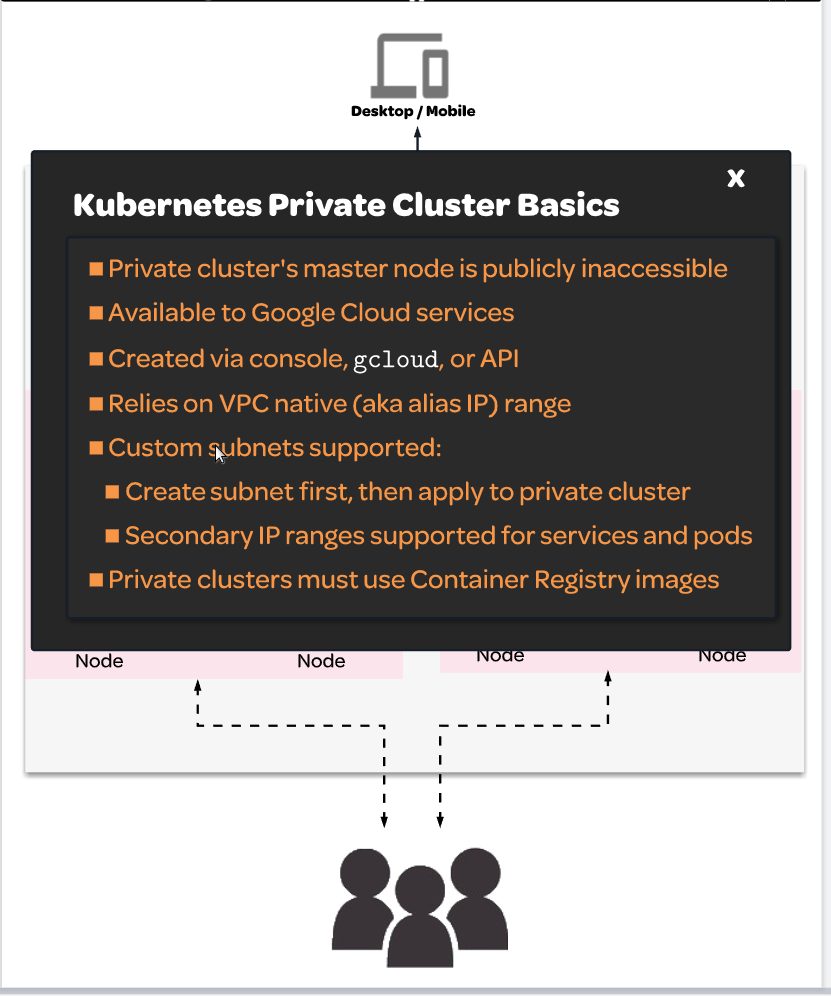 Desktop / Mobile
X
Kubernetes Private Cluster Basics
Private cluster's master node is publicly inaccessible
Available to Google Cloud services
Created via console, gcloud, or API
Relies on VPC native (aka alias IP) range
Custom subnets supported:
Create subnet first, then apply to private cluster
Secondary IP ranges supported for services and pods
Private clusters must use Container Registry images
Node Node Node Node